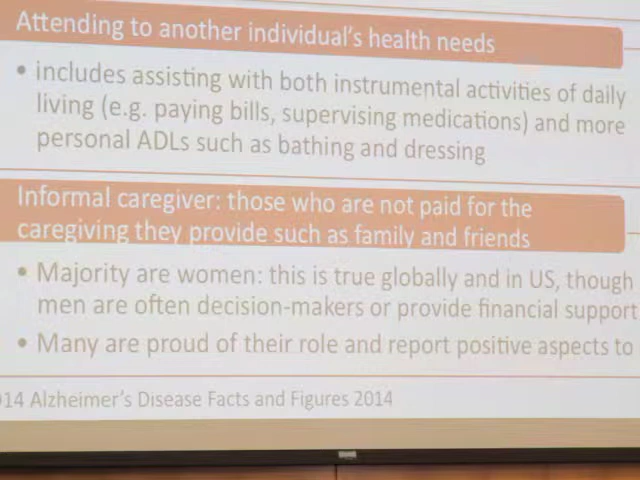 Attending to another individual's health needs
• includes assisting with both instrumental activities of daily
living (e.g. paying bills, supervising medications) and more
personal ADLs such as bathing and dressing
Informal caregiver: those who are not paid for the
caregiving they provide such as family and friends
• Majority are women: this is true globally and in US, though
men are often decision-makers or provide financial support
• Many are proud of their role and report positive aspects to
14 Alzheimer's Disease Facts and Figures 2014